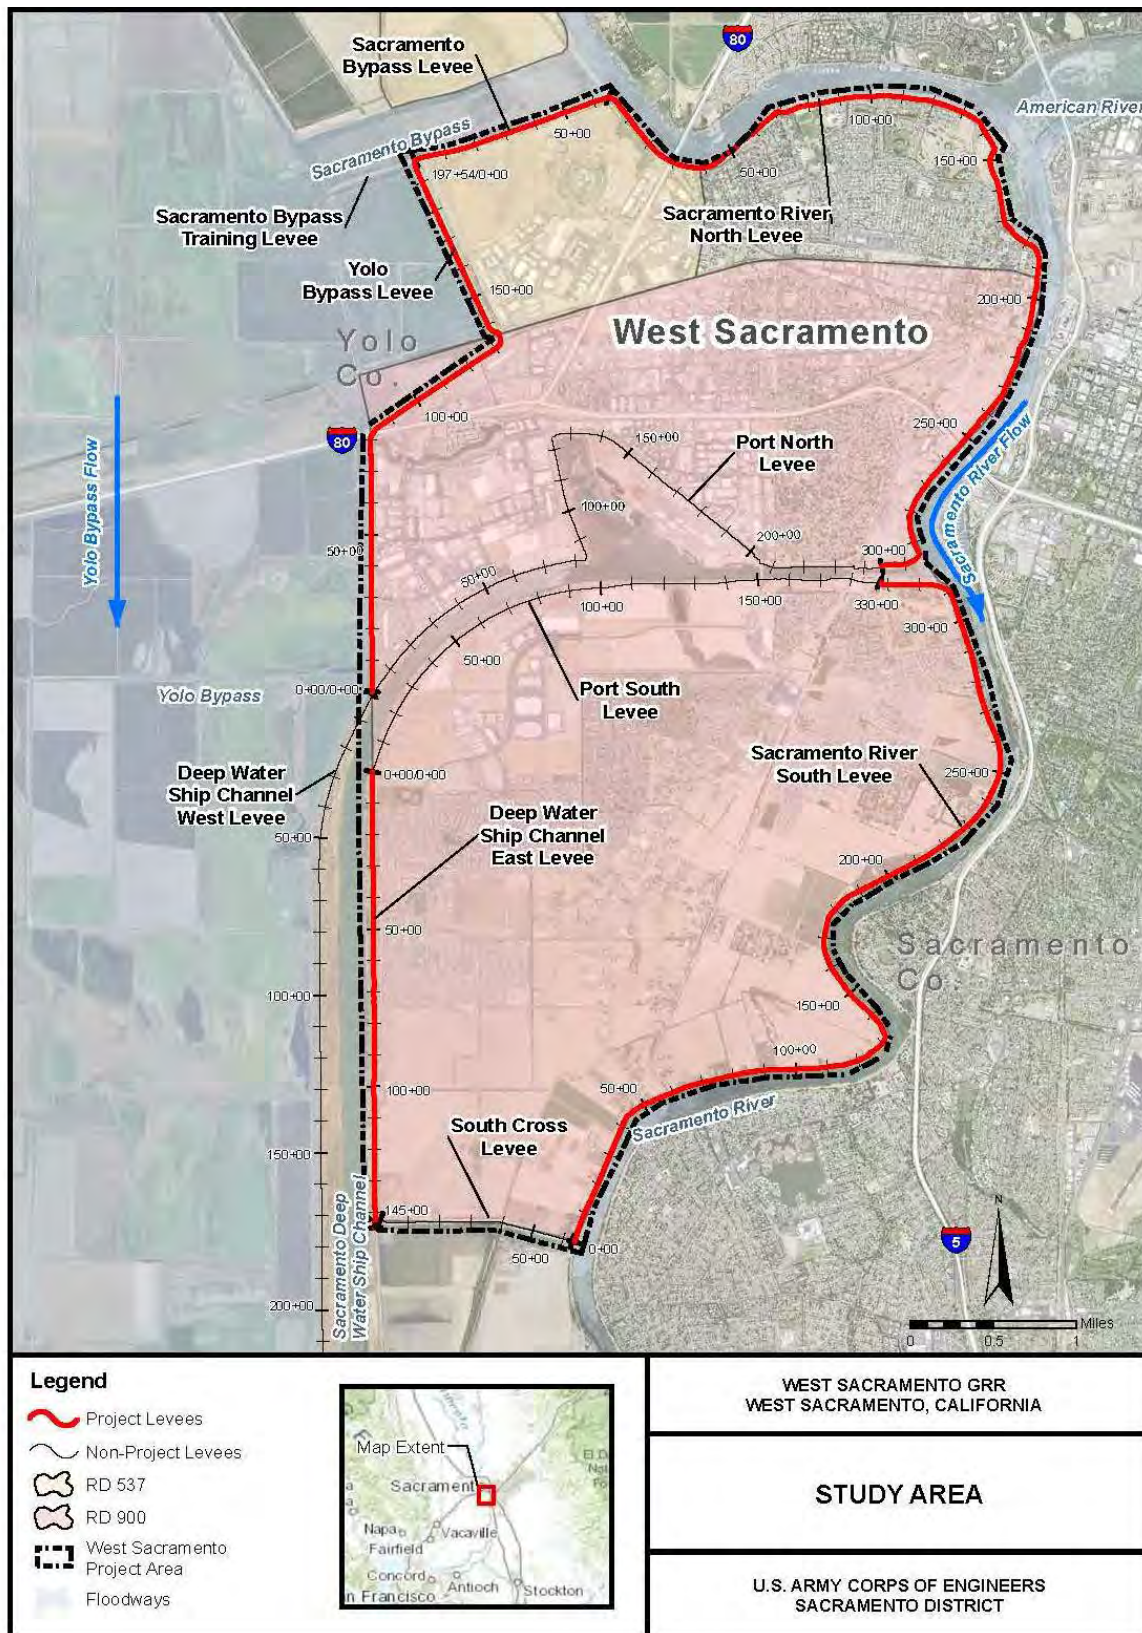 Sacramento
Bypass Levee
80
American River
Sacramento Bypass
50+00
100+00
150+00
197+54/0+00
50+00
Sacramento Bypass
Training Levee
Sacramento River
North Levee
Yolo
Bypass Levee
150+00
200+00
West Sacramento
Yolo
Co.
100+00
80
250+00
150+00
Port North
Levee
Yolo Bypass Flow
Sacramento River Flow
100+00
50+00
200+00
300+00
50+00
100+00
150+00
330+00
300+00
50+00
Yolo Bypass
0+00/0+00
Port South
Levee
Sacramento River
South Levee
0+00/0+00
250+00
Deep Water
Ship Channel
West Levee
Deep Water
Ship Channel
East Levee
50+00
200+00
50+00
Sacramento
Co.
100+00
150+00
100+00
100+00
50+00
Sacramento River
South Cross
Levee
150+00
145+00
50+00
0+00
Sacramento Deep
Water Ship Channel
200+00
N
5
0
0.5
1
Miles
Legend
Project Levees
Non-Project Levees
RD 537
RD 900
West Sacramento
Project Area
Floodways
Map Extent
Sacrament
Napa
Vacaville
Fairfield
Concord
Antioch
Stockton
n Francisco
WEST SACRAMENTO GRR
WEST SACRAMENTO, CALIFORNIA
STUDY AREA
U.S. ARMY CORPS OF ENGINEERS
SACRAMENTO DISTRICT